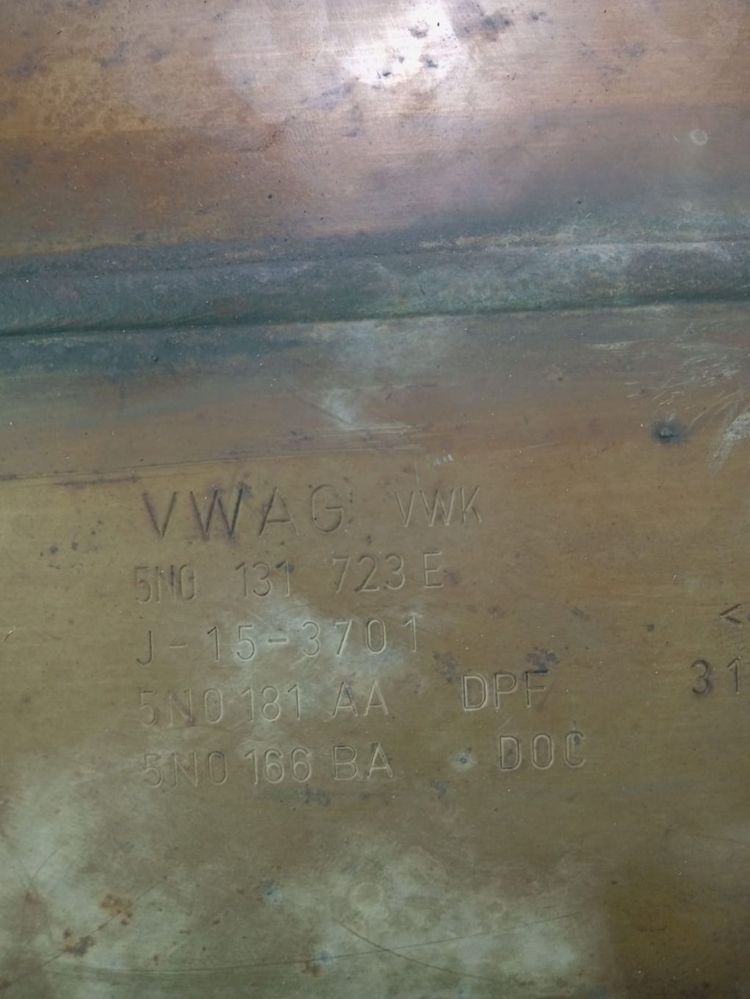 VWAG VWK
5N0 131 723 E
J-15-3701
<
5N0 181 AA DPF 31
5N0 166 BA DOC